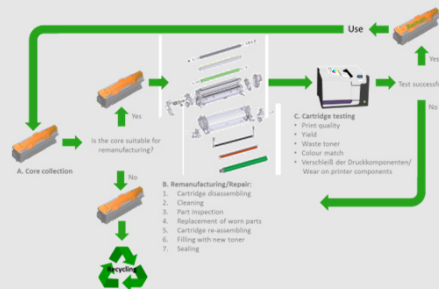 Use
Yes
Test successful
No
Yes
Is the core suitable for
remanufacturing?
A. Core collection
No
Recycling
B. Remanufacturing/Repair:
1. Cartridge disassembling
2. Cleaning
3. Part inspection
4. Replacement of worn parts
5. Cartridge re-assembling
6. Filling with new toner
7. Sealing
C. Cartridge testing
• Print quality
• Yield
• Waste toner
• Colour match
• Verschleiß der Druckkomponenten/
Wear on printer components